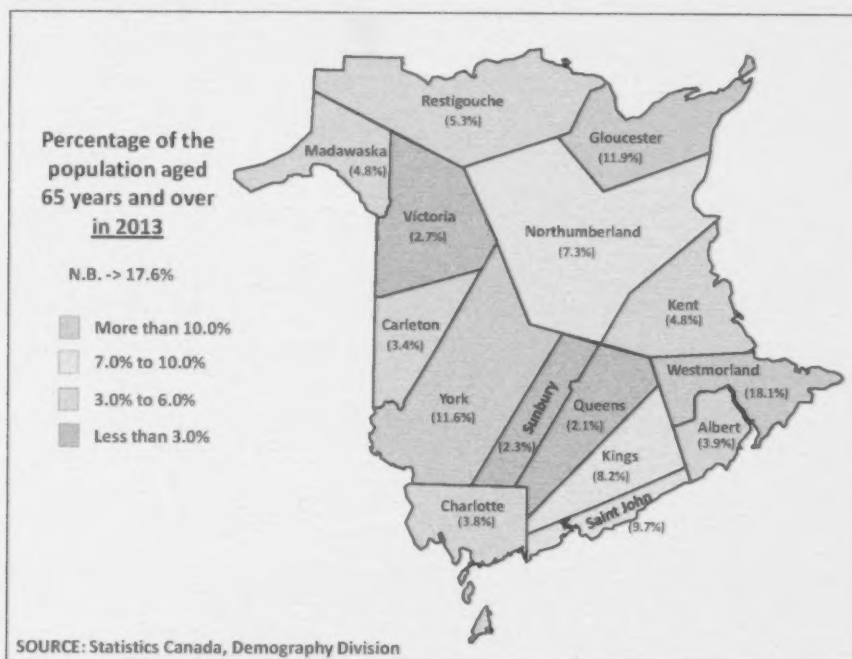 Percentage of the
population aged
65 years and over
in 2013
N.B. -> 17.6%
More than 10.0%
7.0% to 10.0%
3.0% to 6.0%
Less than 3.0%
Restigouche
(5.3%)
Gloucester
(11.9%)
Madawaska
(4.8%)
Victoria
(2.7%)
Northumberland
(7.3%)
Kent
(4.8%)
Carleton
(3.4%)
York
(11.6%)
Sunbury
(2.3%)
Queens
(2.1%)
Westmorland
(18.1%)
Albert
(3.9%)
Kings
(8.2%)
Saint John
(9.7%)
Charlotte
(3.8%)
SOURCE: Statistics Canada, Demography Division